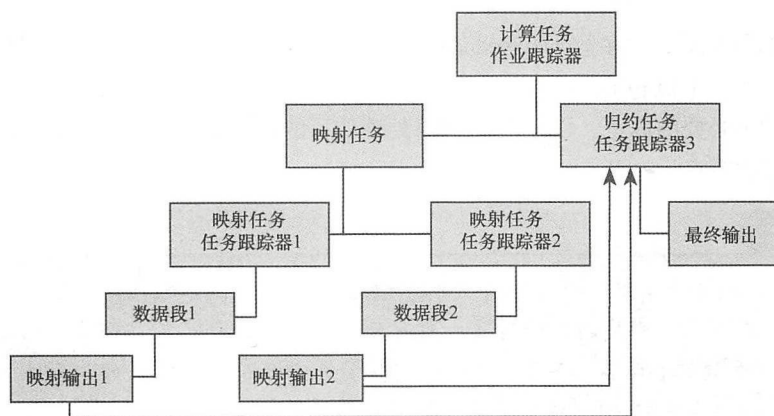 计算任务
作业跟踪器
映射任务
归约任务
任务跟踪器3
映射任务
任务跟踪器1
映射任务
任务跟踪器2
最终输出
数据段1
数据段2
映射输出1
映射输出2